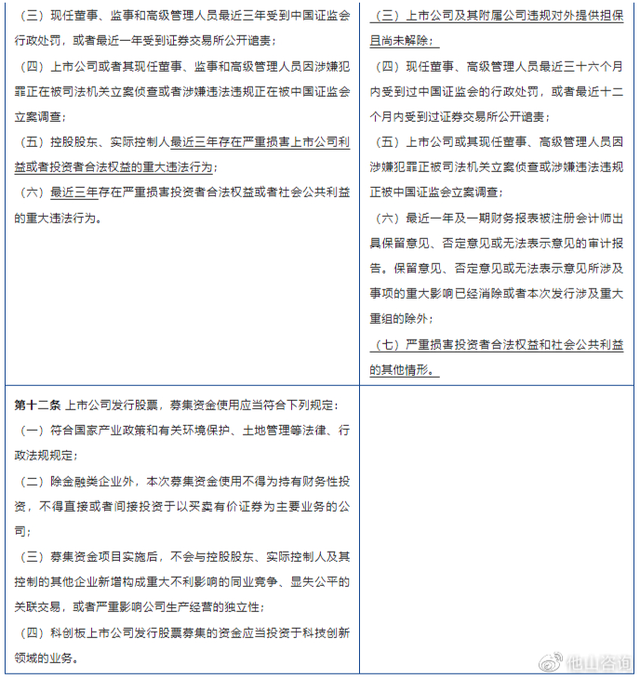 （三）现任董事、监事和高级管理人员最近三年受到中国证监会
行政处罚，或者最近一年受到证券交易所公开谴责；
（四）上市公司或者其现任董事、监事和高级管理人员因涉嫌犯
罪正在被司法机关立案侦查或者涉嫌违法违规正在被中国证监会
立案调查；
（五）控股股东、实际控制人最近三年存在严重损害上市公司利
益或者投资者合法权益的重大违法行为；
（六）最近三年存在严重损害投资者合法权益或者社会公共利益
的重大违法行为。
（三）上市公司及其附属公司违规对外提供担保
且尚未解除；
（四）现任董事、高级管理人员最近三十六个月
内受到过中国证监会的行政处罚，或者最近十二
个月内受到过证券交易所公开谴责；
（五）上市公司或其现任董事、高级管理人员因
涉嫌犯罪正被司法机关立案侦查或涉嫌违法违规
正被中国证监会立案调查；
（六）最近一年及一期财务报表被注册会计师出
具保留意见、否定意见或无法表示意见的审计报
告。保留意见、否定意见或无法表示意见所涉及
事项的重大影响已经消除或者本次发行涉及重大
重组的除外；
（七）严重损害投资者合法权益和社会公共利益
的其他情形。
第十二条 上市公司发行股票，募集资金使用应当符合下列规定：
（一）符合国家产业政策和有关环境保护、土地管理等法律、行
政法规规定；
（二）除金融类企业外，本次募集资金使用不得为持有财务性投
资，不得直接或者间接投资于以买卖有价证券为主要业务的公
司；
（三）募集资金项目实施后，不会与控股股东、实际控制人及其
控制的其他企业新增构成重大不利影响的同业竞争、显失公平的
关联交易，或者严重影响公司生产经营的独立性；
（四）科创板上市公司发行股票募集的资金应当投资于科技创新
领域的业务。
@他山咨询